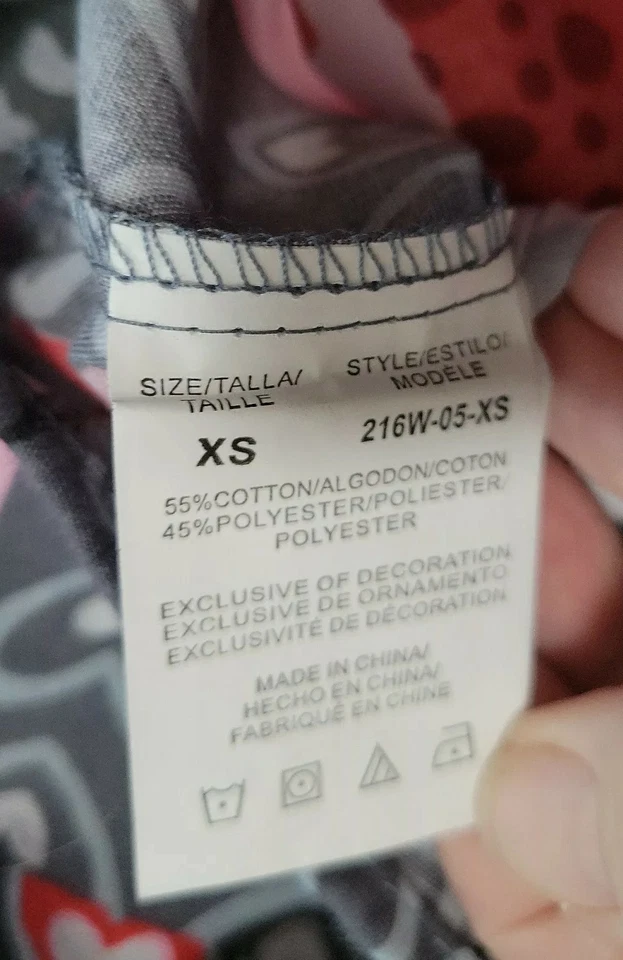 SIZE/TALLA/
TAILLE
XS
STYLE/ESTILO/
MODÈLE
216W-05-XS
55%COTTON/ALGODON/COTON
45%POLYESTER/POLIESTER/
POLYESTER
EXCLUSIVE OF DECORATION
EXCLUSIVE DE ORNAMENTO
EXCLUSIVITÉ DE DÉCORATION
MADE IN CHINA/
HECHO EN CHINA/
FABRIQUÉ EN CHINE